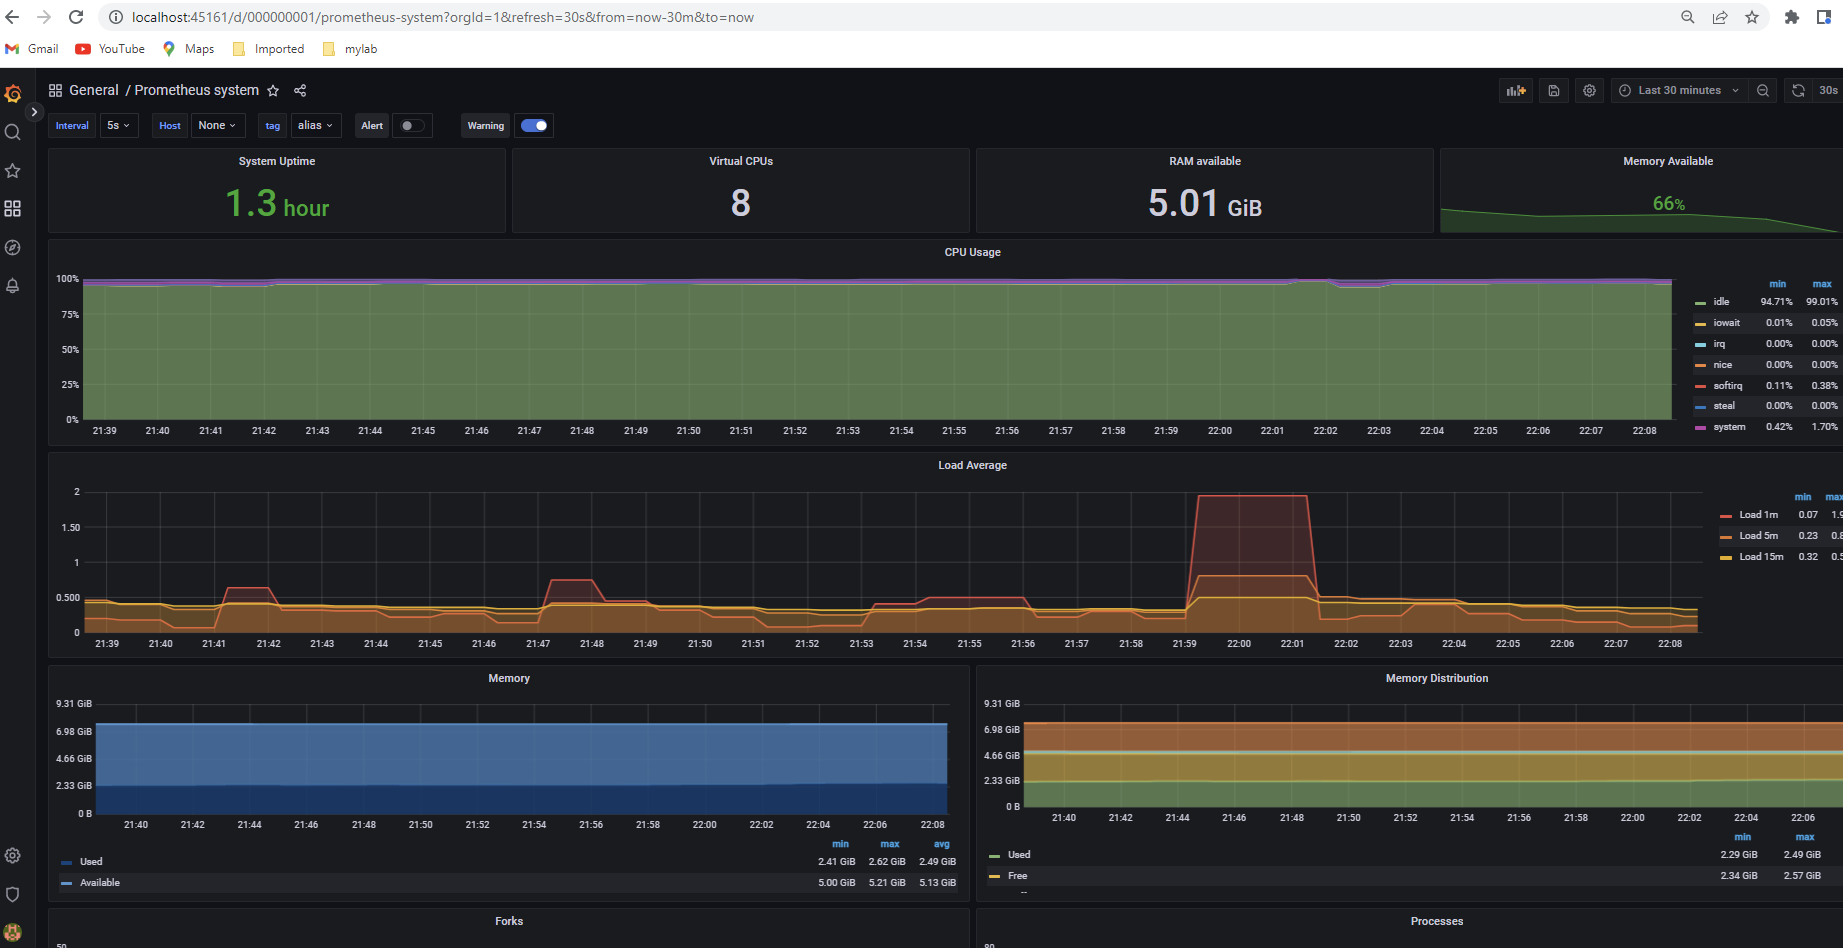 localhost:45161/d/000000001/prometheus-system?orgId=1&refresh=30s&from=now-30m&to=now
Gmail YouTube Maps Imported mylab
General / Prometheus system
Last 30 minutes 30s
Interval 5s Host None tag alias Alert Warning
System Uptime
1.3 hour
Virtual CPUs
8
RAM available
5.01 GiB
Memory Available
66%
CPU Usage
100%
75%
50%
25%
0%
21:39 21:40 21:41 21:42 21:43 21:44 21:45 21:46 21:47 21:48 21:49 21:50 21:51 21:52 21:53 21:54 21:55 21:56 21:57 21:58 21:59 22:00 22:01 22:02 22:03 22:04 22:05 22:06 22:07 22:08
min max
idle 94.71% 99.01%
iowait 0.01% 0.05%
irq 0.00% 0.00%
nice 0.00% 0.00%
softirq 0.11% 0.38%
steal 0.00% 0.00%
system 0.42% 1.70%
Load Average
2
1.50
1
0.500
0
21:39 21:40 21:41 21:42 21:43 21:44 21:45 21:46 21:47 21:48 21:49 21:50 21:51 21:52 21:53 21:54 21:55 21:56 21:57 21:58 21:59 22:00 22:01 22:02 22:03 22:04 22:05 22:06 22:07 22:08
min max
Load 1m 0.07
Load 5m 0.23
Load 15m 0.32
Memory
9.31 GiB
6.98 GiB
4.66 GiB
2.33 GiB
0 B
21:40 21:42 21:44 21:46 21:48 21:50 21:52 21:54 21:56 21:58 22:00 22:02 22:04 22:06 22:08
min max avg
Used 2.41 GiB 2.62 GiB 2.49 GiB
Available 5.00 GiB 5.21 GiB 5.13 GiB
Memory Distribution
9.31 GiB
6.98 GiB
4.66 GiB
2.33 GiB
0 B
21:40 21:42 21:44 21:46 21:48 21:50 21:52 21:54 21:56 21:58 22:00 22:02 22:04 22:06
min max
Used 2.29 GiB 2.49 GiB
Free 2.34 GiB 2.57 GiB
Forks
Processes